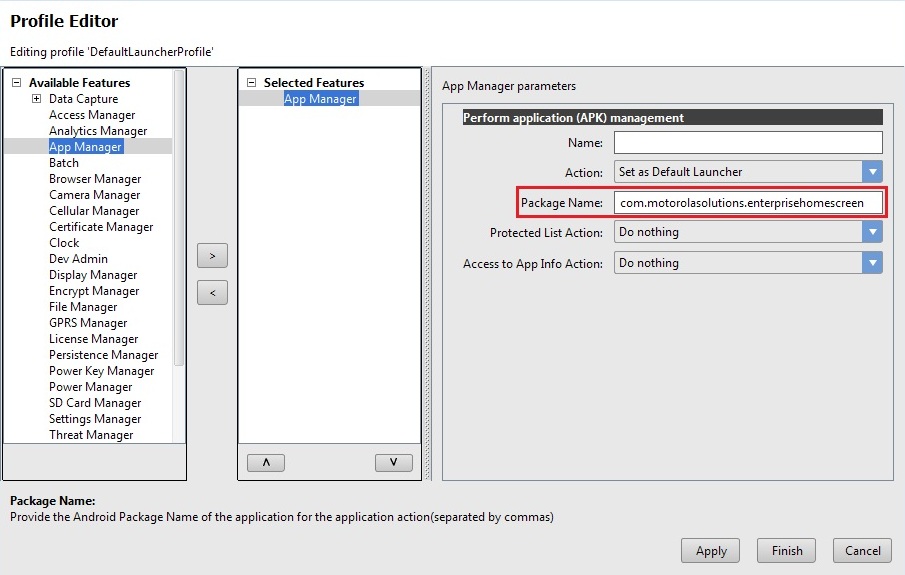 Profile Editor
Editing profile 'DefaultLauncherProfile'
Available Features
Data Capture
Access Manager
Analytics Manager
App Manager
Batch
Browser Manager
Camera Manager
Cellular Manager
Certificate Manager
Clock
Dev Admin
Display Manager
Encrypt Manager
File Manager
GPRS Manager
License Manager
Persistence Manager
Power Key Manager
Power Manager
SD Card Manager
Settings Manager
Threat Manager
>
<
Selected Features
App Manager
App Manager parameters
Perform application (APK) management
Name:
Action: Set as Default Launcher
Package Name: com.motorolasolutions.enterprisehomescreen
Protected List Action: Do nothing
Access to App Info Action: Do nothing
Package Name:
Provide the Android Package Name of the application for the application action(separated by commas)
Apply Finish Cancel